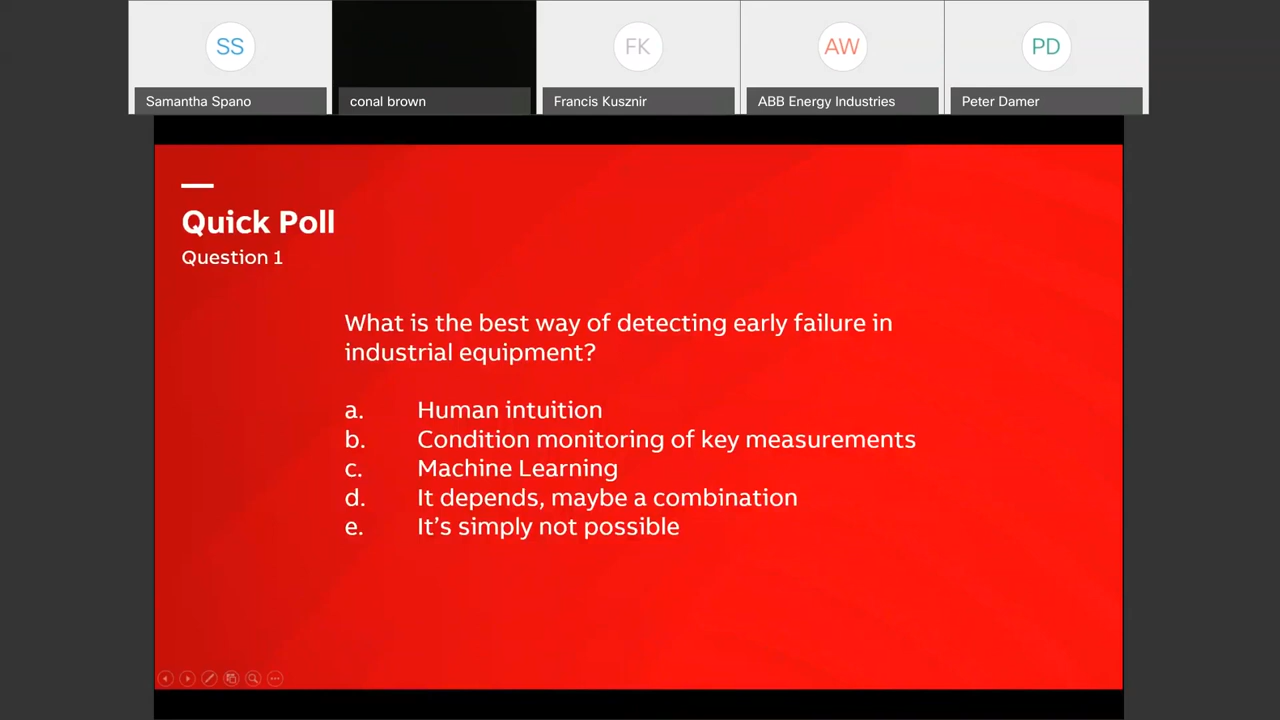 SS
FK
AW
PD
Samantha Spano
conal brown
Francis Kusznir
ABB Energy Industries
Peter Damer
Quick Poll
Question 1
What is the best way of detecting early failure in
industrial equipment?
a. Human intuition
b. Condition monitoring of key measurements
c. Machine Learning
d. It depends, maybe a combination
e. It’s simply not possible